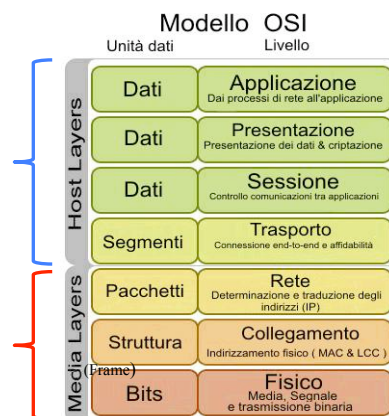 Modello OSI
Unità dati
Livello
Host Layers
Dati
Applicazione
Dai processi di rete all'applicazione
Dati
Presentazione
Presentazione dei dati & criptazione
Dati
Sessione
Controllo comunicazioni tra applicazioni
Segmenti
Trasporto
Connessione end-to-end e affidabilità
Media Layers
Pacchetti
Rete
Determinazione e traduzione degli
indirizzi (IP)
Struttura
(Frame)
Collegamento
Indirizzamento fisico ( MAC & LCC )
Bits
Fisico
Media, Segnale
e trasmissione binaria